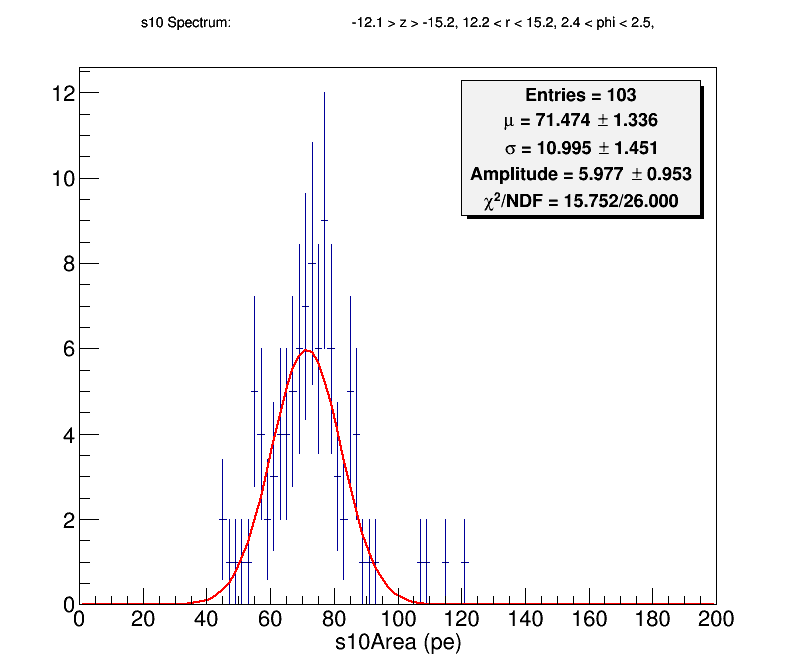 s10 Spectrum: -12.1 > z > -15.2, 12.2 < r < 15.2, 2.4 < phi < 2.5,
Entries = 103
μ = 71.474 ± 1.336
σ = 10.995 ± 1.451
Amplitude = 5.977 ± 0.953
χ²/NDF = 15.752/26.000
12
10
8
6
4
2
0
0 20 40 60 80 100 120 140 160 180 200
s10Area (pe)